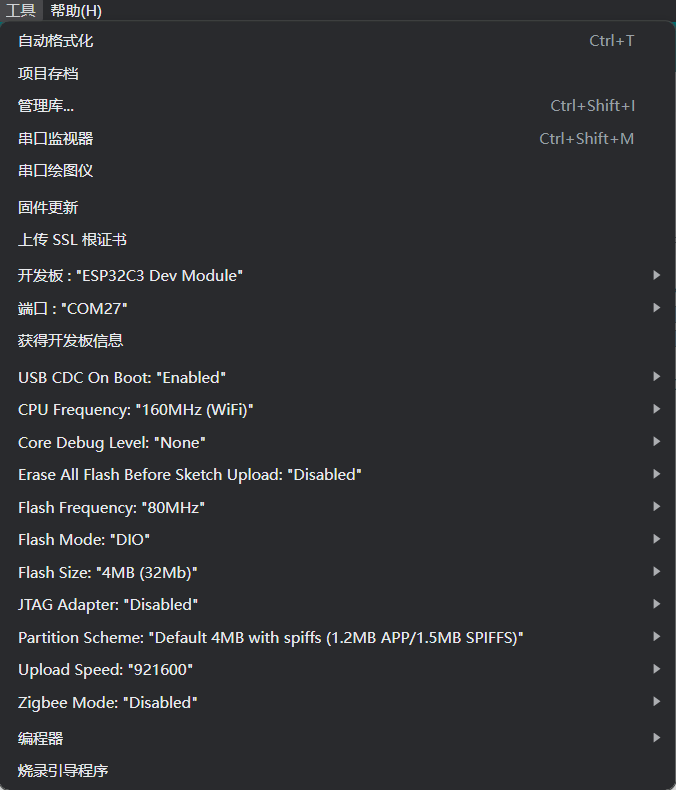 工具 帮助(H)
自动格式化 Ctrl+T
项目存档
管理库... Ctrl+Shift+I
串口监视器 Ctrl+Shift+M
串口绘图仪
固件更新
上传 SSL 根证书
开发板 : "ESP32C3 Dev Module"
端口 : "COM27"
获得开发板信息
USB CDC On Boot: "Enabled"
CPU Frequency: "160MHz (WiFi)"
Core Debug Level: "None"
Erase All Flash Before Sketch Upload: "Disabled"
Flash Frequency: "80MHz"
Flash Mode: "DIO"
Flash Size: "4MB (32Mb)"
JTAG Adapter: "Disabled"
Partition Scheme: "Default 4MB with spiffs (1.2MB APP/1.5MB SPIFFS)"
Upload Speed: "921600"
Zigbee Mode: "Disabled"
编程器
烧录引导程序